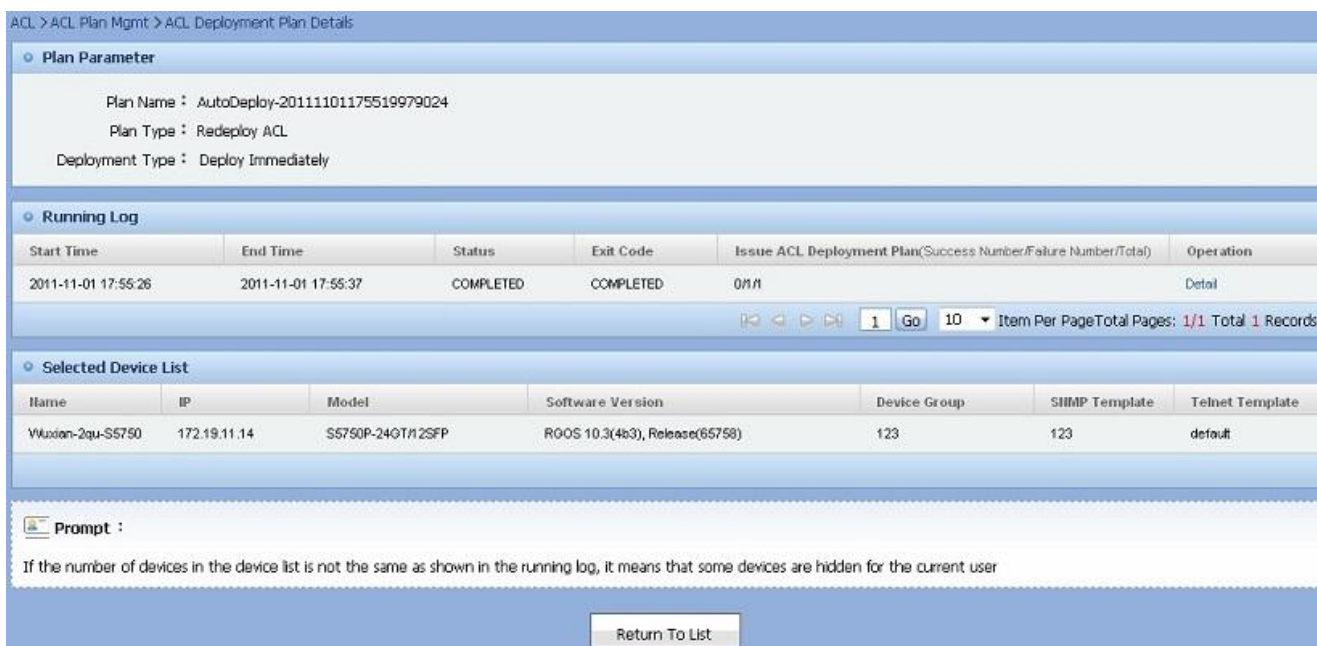 ACL > ACL Plan Mgmt > ACL Deployment Plan Details
Plan Parameter
Plan Name : AutoDeploy-20111101175519979024
Plan Type : Redeploy ACL
Deployment Type : Deploy Immediately
Running Log
Start Time End Time Status Exit Code Issue ACL Deployment Plan(Success Number/Failure Number/Total) Operation
2011-11-01 17:55:26 2011-11-01 17:55:37 COMPLETED COMPLETED 0/1/1 Detail
1 Go 10 Item Per PageTotal Pages: 1/1 Total 1 Records
Selected Device List
Name IP Model Software Version Device Group SNMP Template Telnet Template
Wuxian-2qu-S5750 172.19.11.14 S5750P-24GT/12SFP RGOS 10.3(4b3), Release(65758) 123 123 default
Prompt :
If the number of devices in the device list is not the same as shown in the running log, it means that some devices are hidden for the current user
Return To List